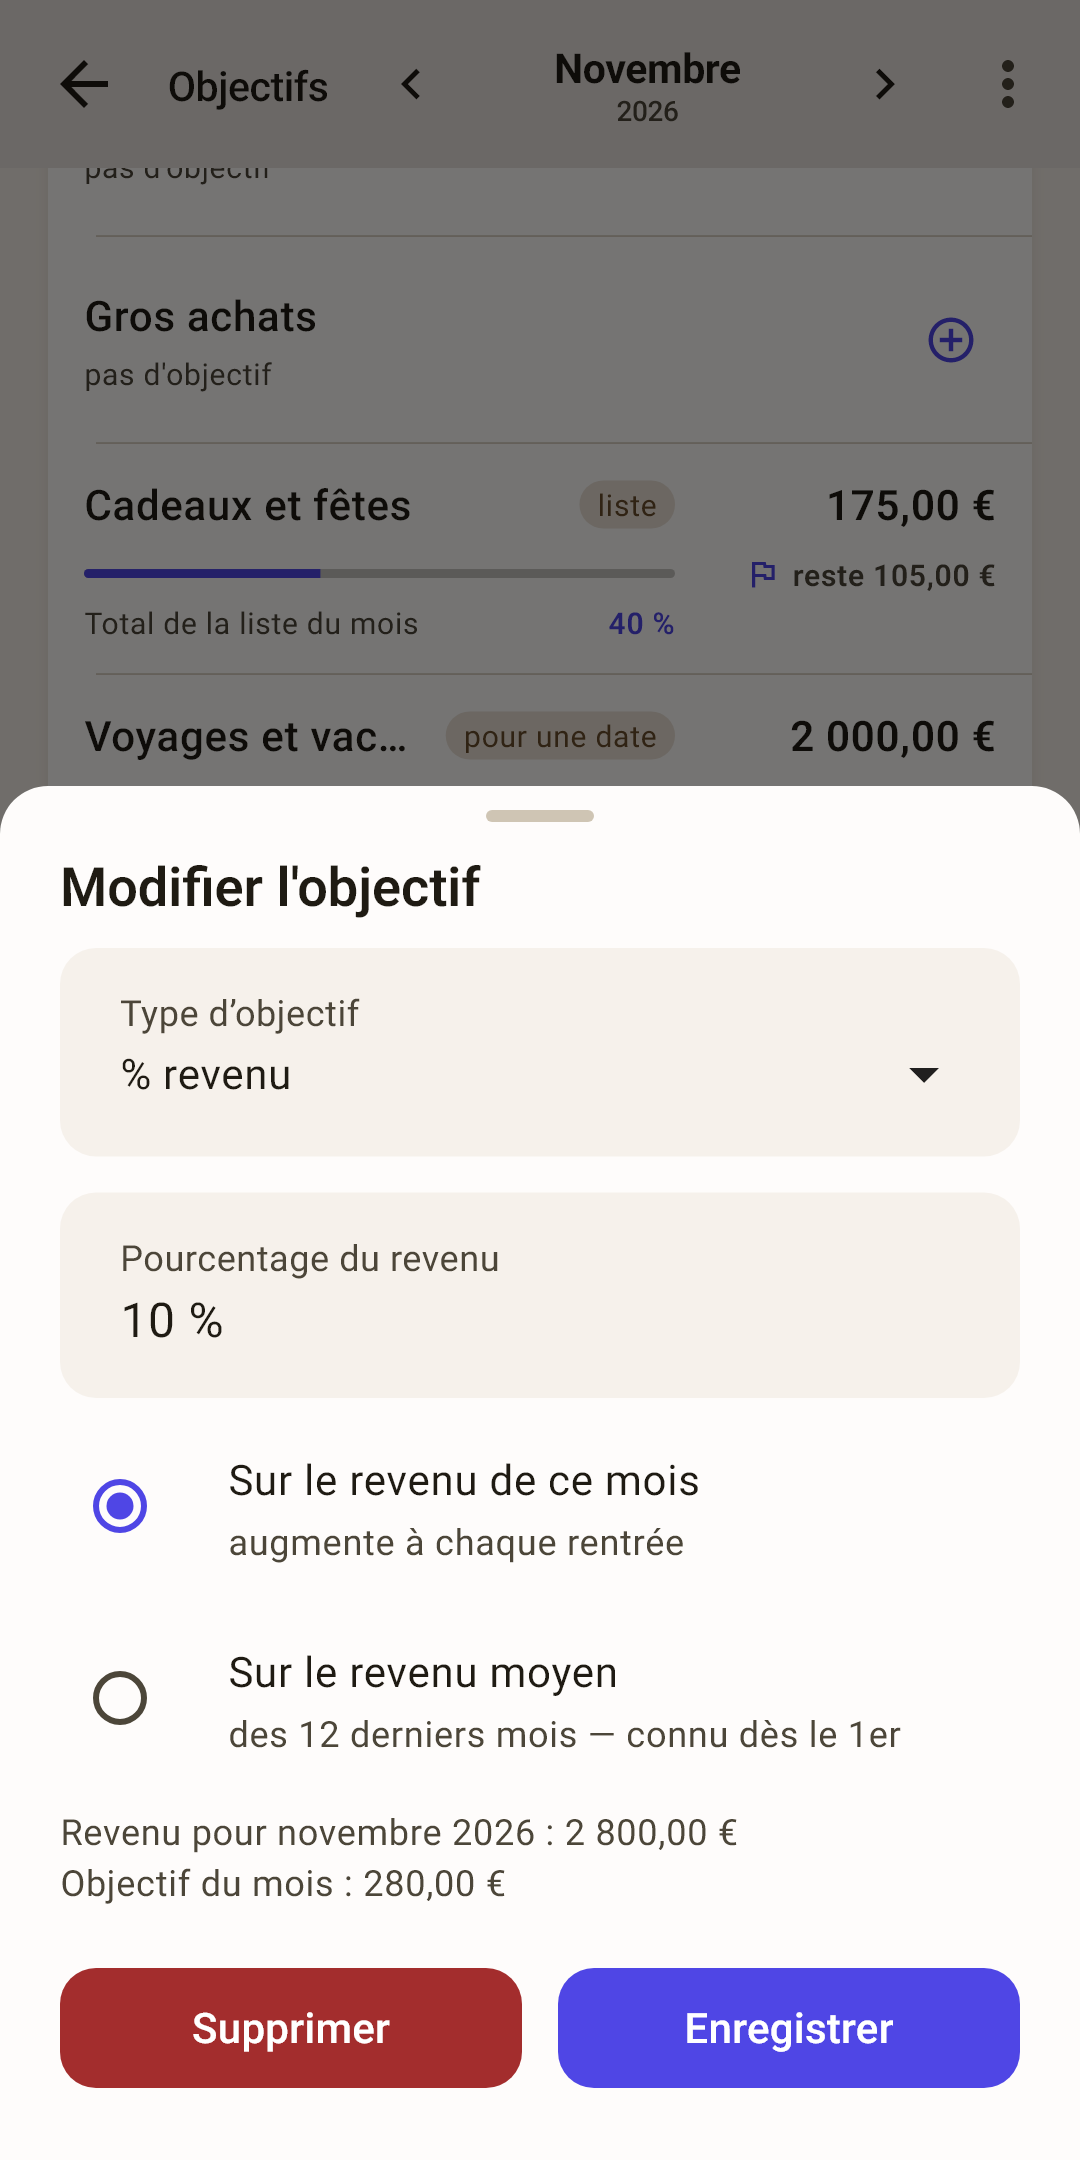 Objectifs
Novembre
2026
pas d'objectif
Gros achats
pas d'objectif
Cadeaux et fêtes
liste
175,00 €
reste 105,00 €
Total de la liste du mois
40 %
Voyages et vac...
pour une date
2 000,00 €
Modifier l'objectif
Type d’objectif
% revenu
Pourcentage du revenu
10 %
Sur le revenu de ce mois
augmente à chaque rentrée
Sur le revenu moyen
des 12 derniers mois — connu dès le 1er
Revenu pour novembre 2026 : 2 800,00 €
Objectif du mois : 280,00 €
Supprimer
Enregistrer